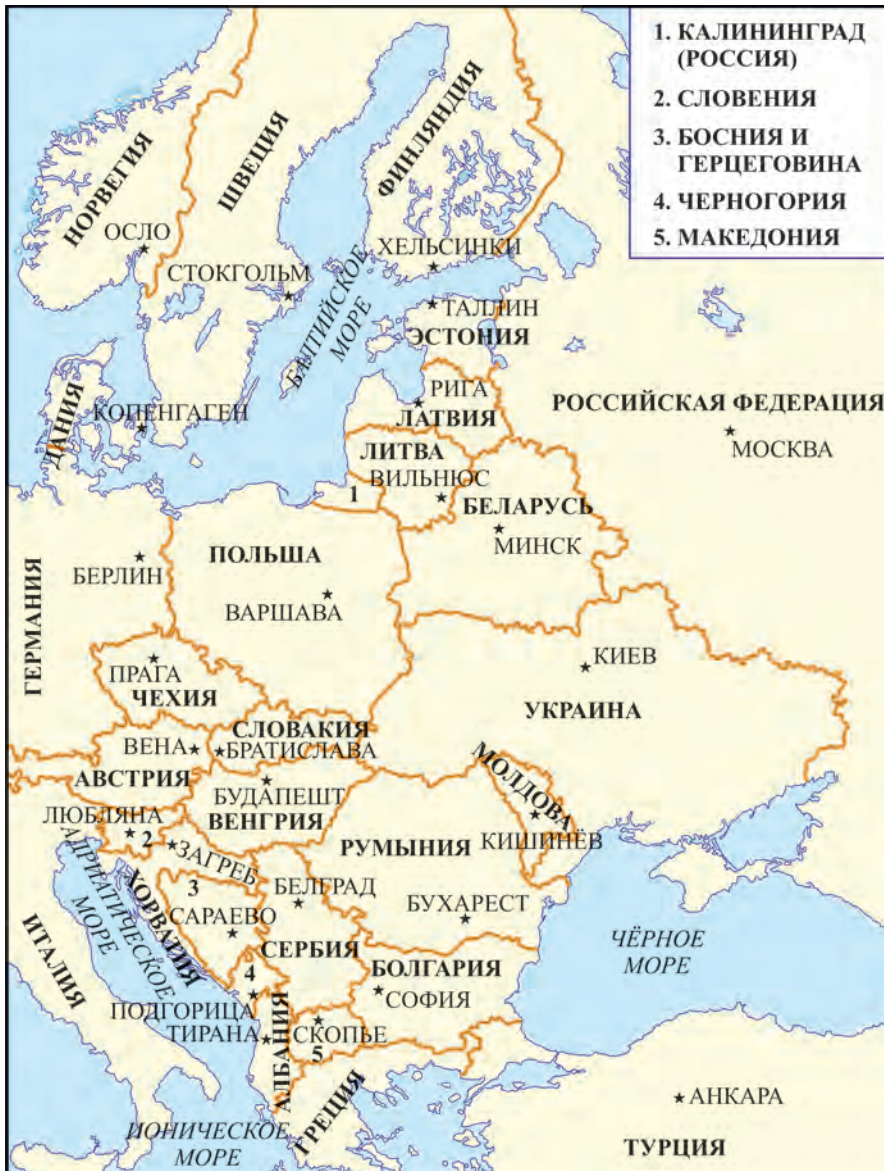 1. КАЛИНИНГРАД
(РОССИЯ)
2. СЛОВЕНИЯ
3. БОСНИЯ И
ГЕРЦЕГОВИНА
4. ЧЕРНОГОРИЯ
5. МАКЕДОНИЯ
НОРВЕГИЯ
ШВЕЦИЯ
ФИНЛЯНДИЯ
ОСЛО
ХЕЛЬСИНКИ
СТОКГОЛЬМ
БАЛТИЙСКОЕ
МОРЕ
ТАЛЛИН
ЭСТОНИЯ
ДАНИЯ
КОПЕНГАГЕН
РИГА
ЛАТВИЯ
РОССИЙСКАЯ ФЕДЕРАЦИЯ
МОСКВА
ЛИТВА
ВИЛЬНЮС
1
БЕЛАРУСЬ
МИНСК
ГЕРМАНИЯ
БЕРЛИН
ПОЛЬША
ВАРШАВА
ПРАГА
ЧЕХИЯ
КИЕВ
УКРАИНА
СЛОВАКИЯ
БРАТИСЛАВА
ВЕНА
АВСТРИЯ
БУДАПЕШТ
ВЕНГРИЯ
МОЛДОВА
КИШИНЁВ
ЛЮБЛЯНА
2
ЗАГРЕБ
РУМЫНИЯ
БУХАРЕСТ
АДРИАТИЧЕСКОЕ
МОРЕ
ХОРВАТИЯ
3
САРАЕВО
БЕЛГРАД
СЕРБИЯ
ИТАЛИЯ
4
ПОДГОРИЦА
БОЛГАРИЯ
СОФИЯ
ЧЁРНОЕ
МОРЕ
ТИРАНА
АЛБАНИЯ
СКОПЬЕ
5
ГРЕЦИЯ
ИОНИЧЕСКОЕ
МОРЕ
АНКАРА
ТУРЦИЯ